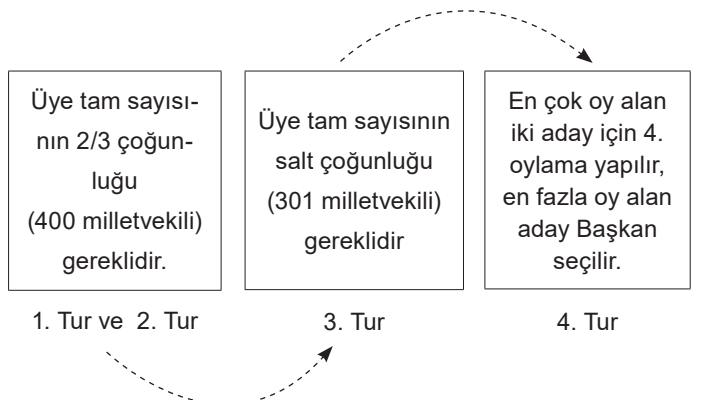 Üye tam sayısı-
nın 2/3 çoğun-
luğu
(400 milletvekili)
gereklidir.
1. Tur ve 2. Tur
Üye tam sayısının
salt çoğunluğu
(301 milletvekili)
gereklidir
3. Tur
En çok oy alan
iki aday için 4.
oylama yapılır,
en fazla oy alan
aday Başkan
seçilir.
4. Tur